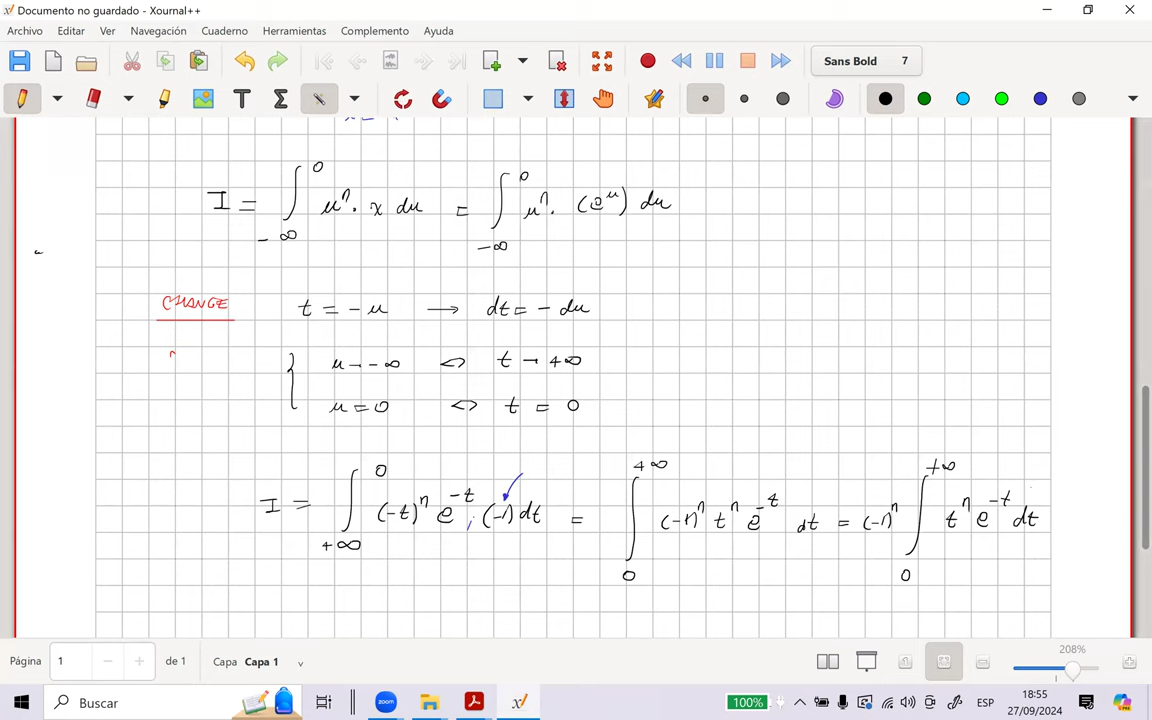 Documento no guardado - Xournal++
Archivo Editar Ver Navegación Cuaderno Herramientas Complemento Ayuda
Sans Bold 7
I = ∫_{-∞}^{0} u^n · x du = ∫_{-∞}^{0} u^n · (e^u) du
CHANGE t = - u → dt = - du
u → -∞ <=> t → +∞
u = 0 <=> t = 0
I = ∫_{+∞}^{0} (-t)^n e^{-t} (-1) dt = ∫_{0}^{+∞} (-1)^n t^n e^{-t} dt = (-1)^n ∫_{0}^{+∞} t^n e^{-t} dt
Página 1 de 1 Capa Capa 1 208%
Buscar zoom 100% ESP 18:55
27/09/2024